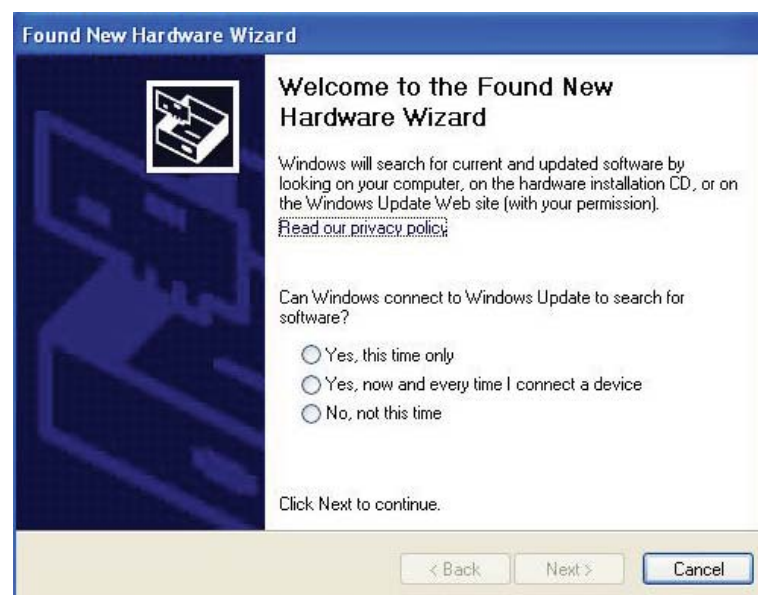 Found New Hardware Wizard
Welcome to the Found New
Hardware Wizard
Windows will search for current and updated software by
looking on your computer, on the hardware installation CD, or on
the Windows Update Web site (with your permission).
Read our privacy policy
Can Windows connect to Windows Update to search for
software?
Yes, this time only
Yes, now and every time I connect a device
No, not this time
Click Next to continue.
< Back Next > Cancel